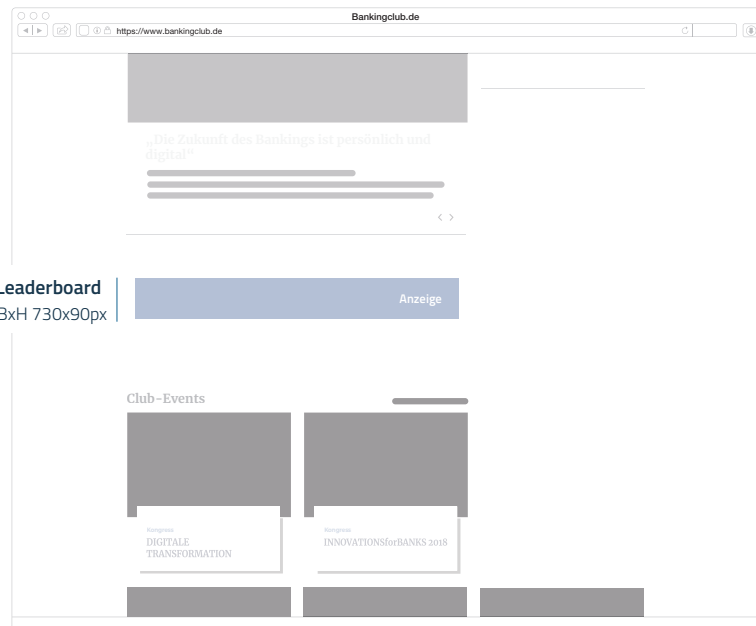 Bankingclub.de
https://www.bankingclub.de
„Die Zukunft des Bankings ist persönlich und
digital“
Leaderboard
BxH 730x90px
Anzeige
Club-Events
Kongress
DIGITALE
TRANSFORMATION
Kongress
INNOVATIONSforBANKS 2018